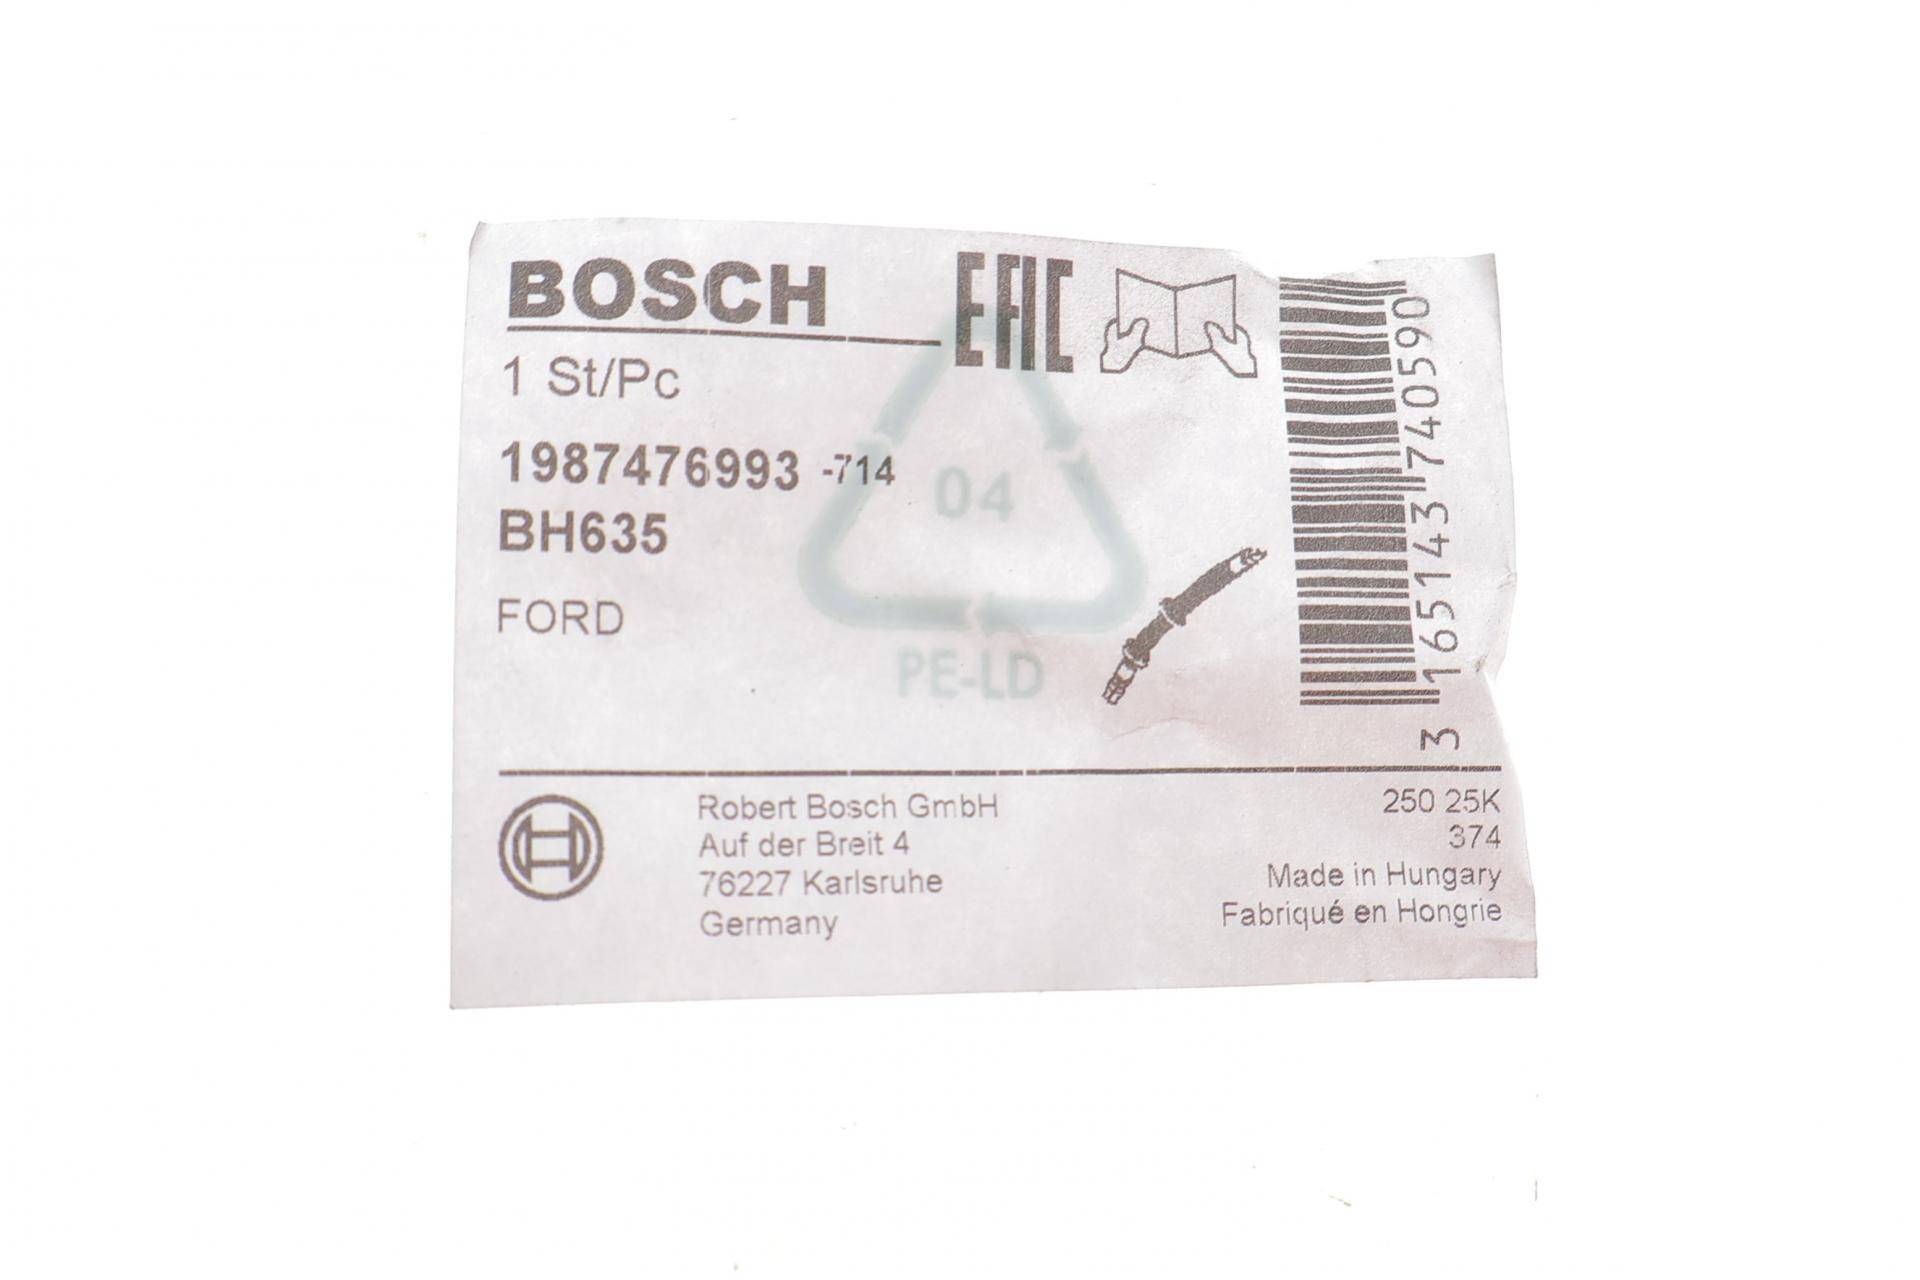 BOSCH
EAC
1 St/Pc
1987476993 -714
BH635
FORD
04
PE-LD
3 165143 740590
Robert Bosch GmbH
Auf der Breit 4
76227 Karlsruhe
Germany
250 25K
374
Made in Hungary
Fabriqué en Hongrie